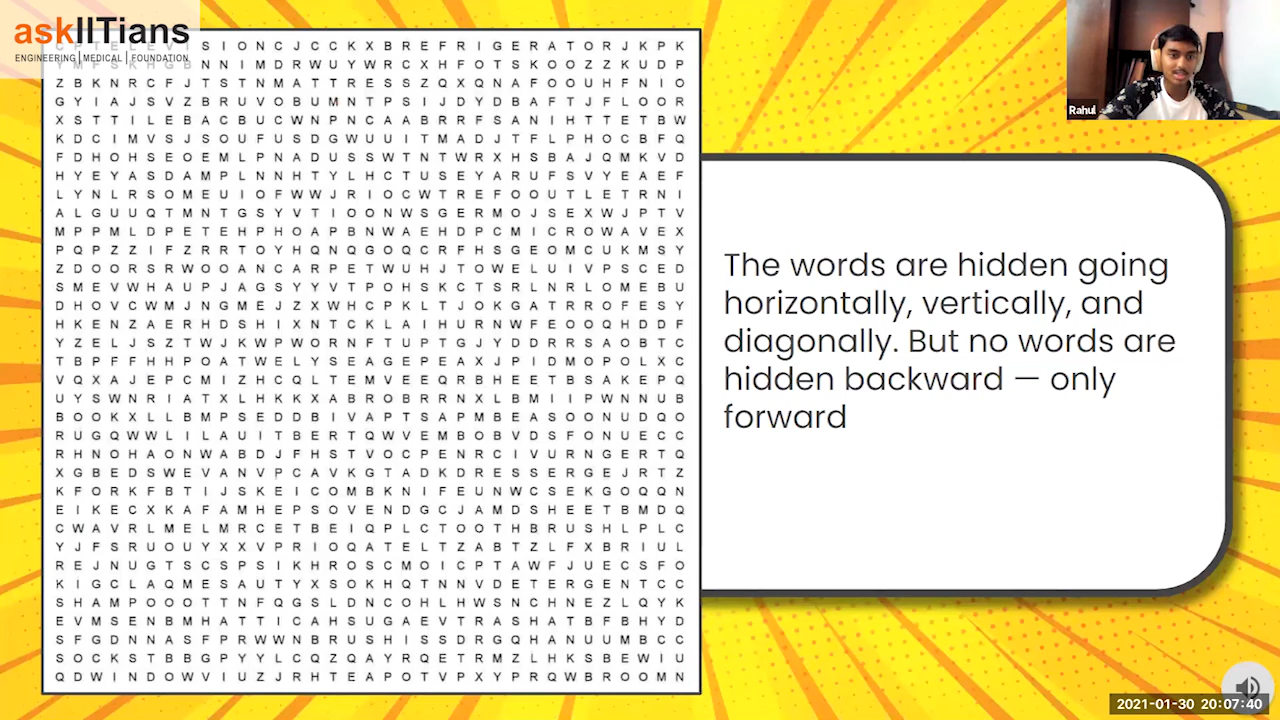 askIITians
ENGINEERING | MEDICAL | FOUNDATION
C P T E L E V I S I O N C J C C K X B R E F R I G E R A T O R J K P K
Y M F S K H G B N N I M D R W U Y W R C X H F V T S K O O Z Z K U D P
Z B K N R C F J T S T N M A T T R E S S Z Q R U N A F O O U H F N I O
G Y I A J S V Z B R U V O B U M N T P S I J D Y D B A F T J F L O O R
X S T T I L E B A C B U C W N P N Q U D R R F S A N I H T T E T B W
K D C I M V S J S O U F U S D G W U U I T M A D J T F L P H O C B F Q
F D H O H S E O E M L P N A D U S S W T N T W R X H S B A J Q M K V D
H Y E Y A S D A M P L N N H T Y L H C T U S E Y A R U F S V Y E A E F
L Y N L R S O M E U I O F W W J R I O C W T R E F O O U T L E T R N I
A L G U U Q T M N T G S Y V T I O O N W S G E R M O J S E X W J P T V
M P P M L D P E T E H P H O A P B N W A E H D P C M I C R O W A V E X
P Q P Z Z I F Z R R T O Y H Q N Q G O Q C R F H S G E O M C U K M S Y
Z D O O R S R W O O A N C A R P E T W U H J T O W E L U I V P S C E D
S M E V W H A U P J A G S Y Y V T P O H S K C T S R L N R L O M E B U
D H O V C W M J N G M E J Z X W H C P K L T J O K G A T R R O F E S Y
H K E N Z A E R H D S H I X N T C K L A I H U R N W F E O O Q H D D F
Y Z E L J S Z T W J K W P W O R N F T U P T G J Y D D R R S A O B T C
T B P F F H H P O A T W E L Y S E A G E P E A X J P I D M O P O L X C
V Q X A J E P C M I Z H C Q L T E M V E E Q R B H E E T B S A K E P Q
U Y S W N R I A T X L H K K X A B R O B R R N X L B M I I P W N N U B
B O O K X L L B M P S E D D B I V A P T S A P M B E A S O O N U D Q O
R U G Q W W L I L A U I T B E R T Q W V E M B O B V D S F O N U E C C
R H N O H A O N W A B D J F H S T V O C P E N R C I V U R N G E R T Q
X G B E D S W E V A N V P C A V K G T A D K D R E S S E R G E J R T Z
K F O R K F B T I J S K E I C O M B K N I F E U N W C S E K G O Q Q N
E I K E C X K A F A M H E P S O V E N D G C J A M D S H E E T B M D Q
C W A V R L M E L M R C E T B E I Q P L C T O O T H B R U S H L P L C
Y J F S R U O U Y X X V P R I O Q A T E L T Z A B T Z L F X B R I U L
R E J N U G T S C S P S I K H R O S C M O I C P T A W F J U E C S F O
K I G C L A Q M E S A U T Y X S O K H Q T N N V D E T E R G E N T C C
S H A M P O O O T T N F Q G S L D N C O H L H W S N C H N E Z L Q Y K
E V M S E N B M H A T T I C A H S U G A E V T R A S H A T B F B H Y D
S F G D N N A S F P R W W N B R U S H I S S D R G Q H A N U U M B C C
S O C K S T B B G P Y Y L C Q Z Q A Y R Q E T R M Z L H K S B E W I U
Q D W I N D O W V I U Z J R H T E A P O T V P X Y P R Q W B R O O M N
Rahul
The words are hidden going
horizontally, vertically, and
diagonally. But no words are
hidden backward — only
forward
2021-01-30 20:07:40